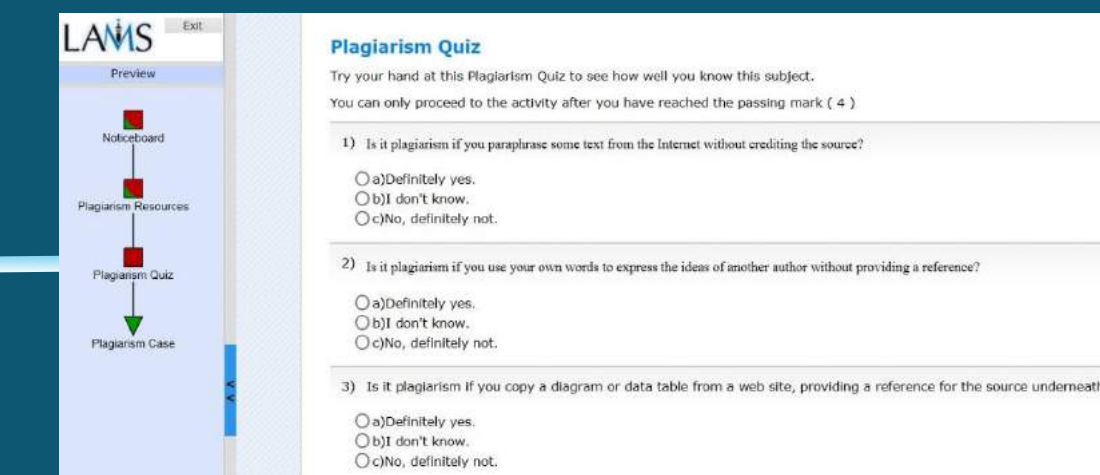 LAMS
Exit
Preview
Noticeboard
Plagiarism Resources
Plagiarism Quiz
Plagiarism Case
<
<
Plagiarism Quiz
Try your hand at this Plagiarism Quiz to see how well you know this subject.
You can only proceed to the activity after you have reached the passing mark ( 4 )
1) Is it plagiarism if you paraphrase some text from the Internet without crediting the source?
a)Definitely yes.
b)I don't know.
c)No, definitely not.
2) Is it plagiarism if you use your own words to express the ideas of another author without providing a reference?
a)Definitely yes.
b)I don't know.
c)No, definitely not.
3) Is it plagiarism if you copy a diagram or data table from a web site, providing a reference for the source underneath
a)Definitely yes.
b)I don't know.
c)No, definitely not.